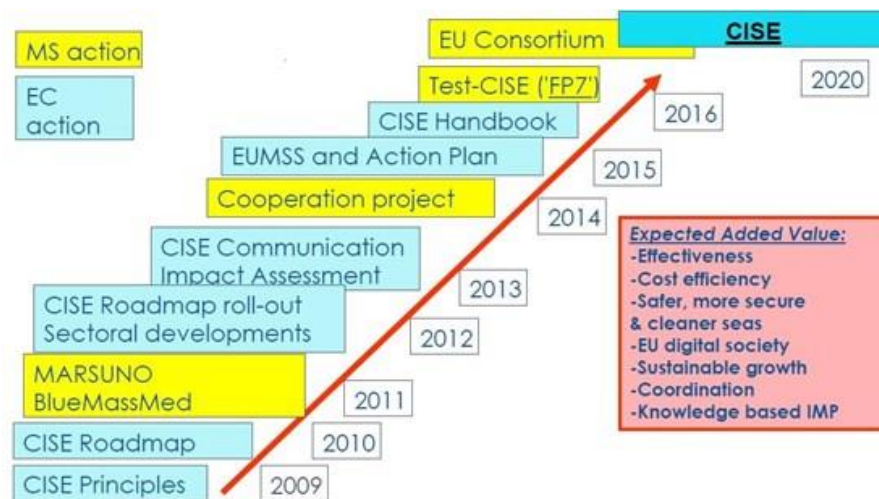 EU Consortium
CISE
MS action
2020
Test-CISE ('FP7')
EC
action
CISE Handbook
2016
EUMSS and Action Plan
2015
Cooperation project
2014
Expected Added Value:
-Effectiveness
-Cost efficiency
-Safer, more secure
& cleaner seas
-EU digital society
-Sustainable growth
-Coordination
-Knowledge based IMP
CISE Communication
Impact Assessment
2013
CISE Roadmap roll-out
Sectoral developments
2012
MARSUNO
BlueMassMed
2011
CISE Roadmap
2010
CISE Principles
2009